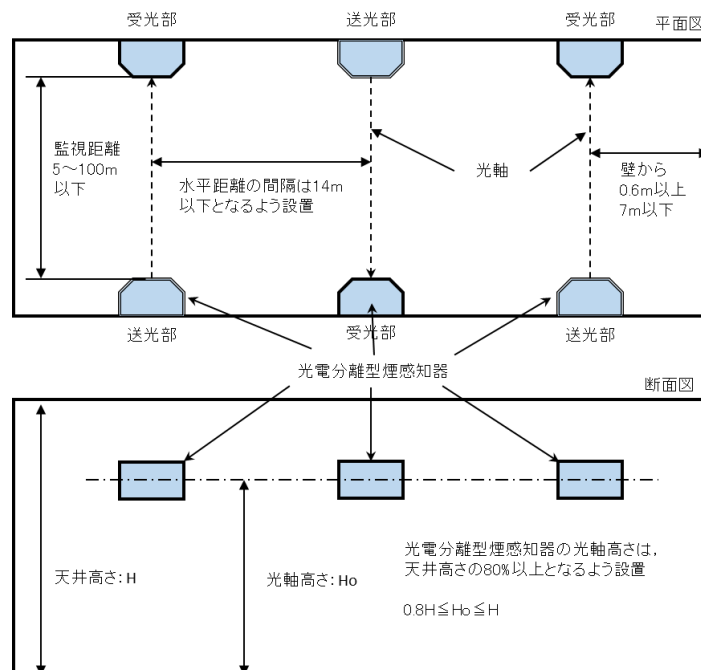 受光部
送光部
受光部
平面図
監視距離
5～100m
以下
水平距離の間隔は14m
以下となるよう設置
光軸
壁から
0.6m以上
7m以下
送光部
受光部
送光部
光電分離型煙感知器
断面図
天井高さ：H
光軸高さ：Ho
光電分離型煙感知器の光軸高さは，
天井高さの80%以上となるよう設置
0.8H≦Ho≦H